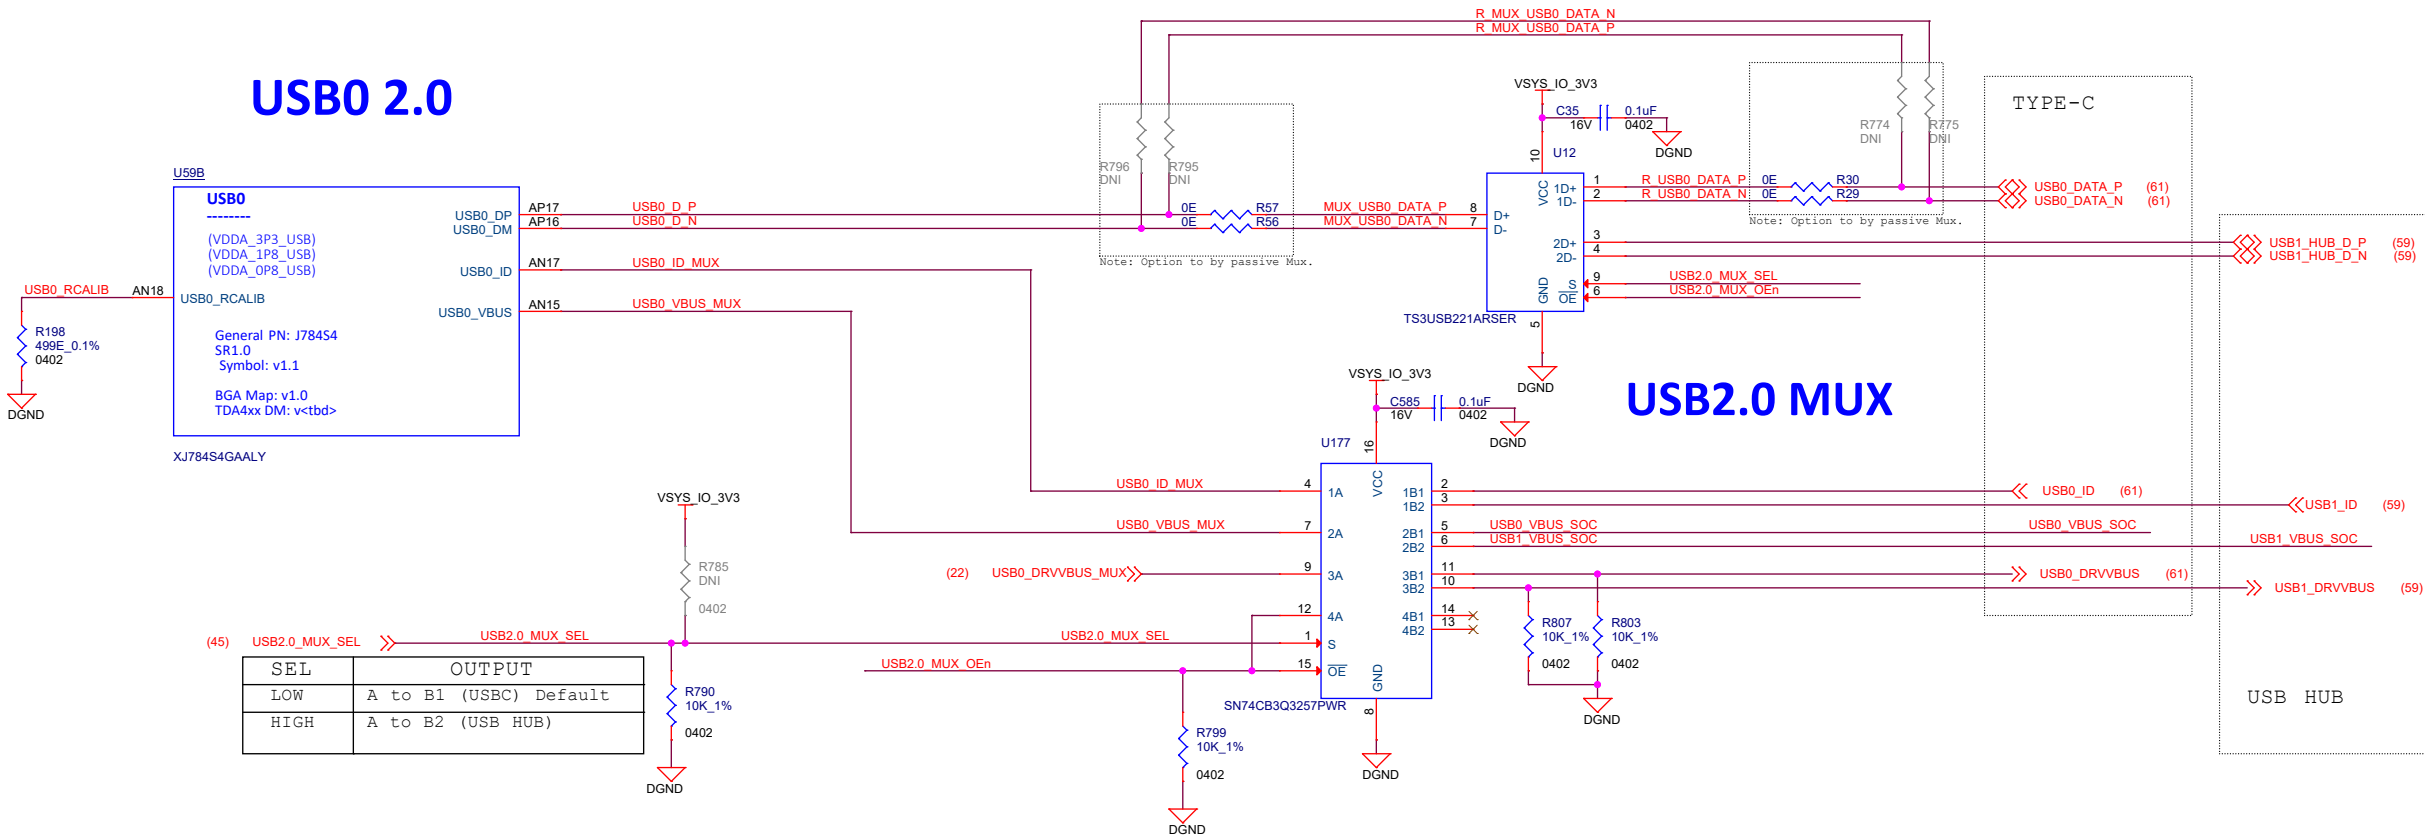 R_MUX_USB0_DATA_N
R_MUX_USB0_DATA_P
USB0 2.0
VSYS_IO_3V3
C35
0.1uF
16V
0402
DGND
U12
10
TYPE-C
R774
DNI
R775
DNI
R796
DNI
R795
DNI
U59B
USB0
--------
(VDDA_3P3_USB)
(VDDA_1P8_USB)
(VDDA_0P8_USB)
USB0_RCALIB
General PN: J784S4
SR1.0
Symbol: v1.1
BGA Map: v1.0
TDA4xx DM: v<tbd>
XJ784S4GAALY
USB0_DP
USB0_DM
USB0_ID
USB0_VBUS
AP17
AP16
AN17
AN15
USB0_D_P
USB0_D_N
USB0_ID_MUX
USB0_VBUS_MUX
USB0_RCALIB
AN18
R198
499E_0.1%
0402
DGND
0E
R57
0E
R56
Note: Option to by passive Mux.
MUX_USB0_DATA_P
MUX_USB0_DATA_N
8
7
D+
D-
VCC
GND
1D+
1D-
2D+
2D-
S
OE
1
2
3
4
9
6
5
TS3USB221ARSER
DGND
R_USB0_DATA_P
R_USB0_DATA_N
0E
R30
0E
R29
Note: Option to by passive Mux.
USB0_DATA_P (61)
USB0_DATA_N (61)
USB1_HUB_D_P (59)
USB1_HUB_D_N (59)
USB2.0_MUX_SEL
USB2.0_MUX_OEn
USB2.0 MUX
VSYS_IO_3V3
C585
0.1uF
16V
0402
DGND
U177
16
USB0_ID_MUX
4
1A
USB0_VBUS_MUX
7
2A
(22) USB0_DRVVBUS_MUX
9
3A
12
4A
USB2.0_MUX_SEL
1
S
USB2.0_MUX_OEn
15
OE
VCC
GND
1B1
1B2
2B1
2B2
3B1
3B2
4B1
4B2
2
3
5
6
11
10
14
13
8
SN74CB3Q3257PWR
DGND
USB0_VBUS_SOC
USB1_VBUS_SOC
USB0_ID (61)
USB1_ID (59)
USB0_VBUS_SOC
USB1_VBUS_SOC
USB0_DRVVBUS (61)
USB1_DRVVBUS (59)
R807
10K_1%
0402
R803
10K_1%
0402
DGND
USB HUB
VSYS_IO_3V3
R785
DNI
0402
(45) USB2.0_MUX_SEL
USB2.0_MUX_SEL
SEL OUTPUT
LOW A to B1 (USBC) Default
HIGH A to B2 (USB HUB)
R790
10K_1%
0402
DGND
R799
10K_1%
0402
DGND